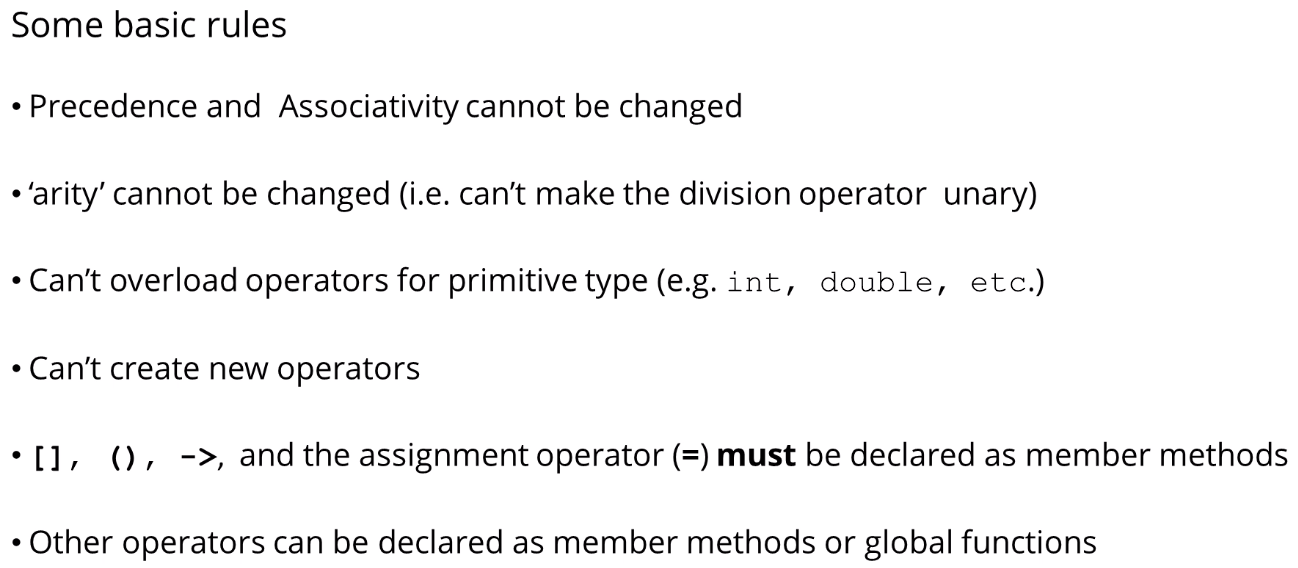 Some basic rules
• Precedence and Associativity cannot be changed
• ‘arity’ cannot be changed (i.e. can’t make the division operator unary)
• Can’t overload operators for primitive type (e.g. int, double, etc.)
• Can’t create new operators
• [], (), ->, and the assignment operator (=) must be declared as member methods
• Other operators can be declared as member methods or global functions